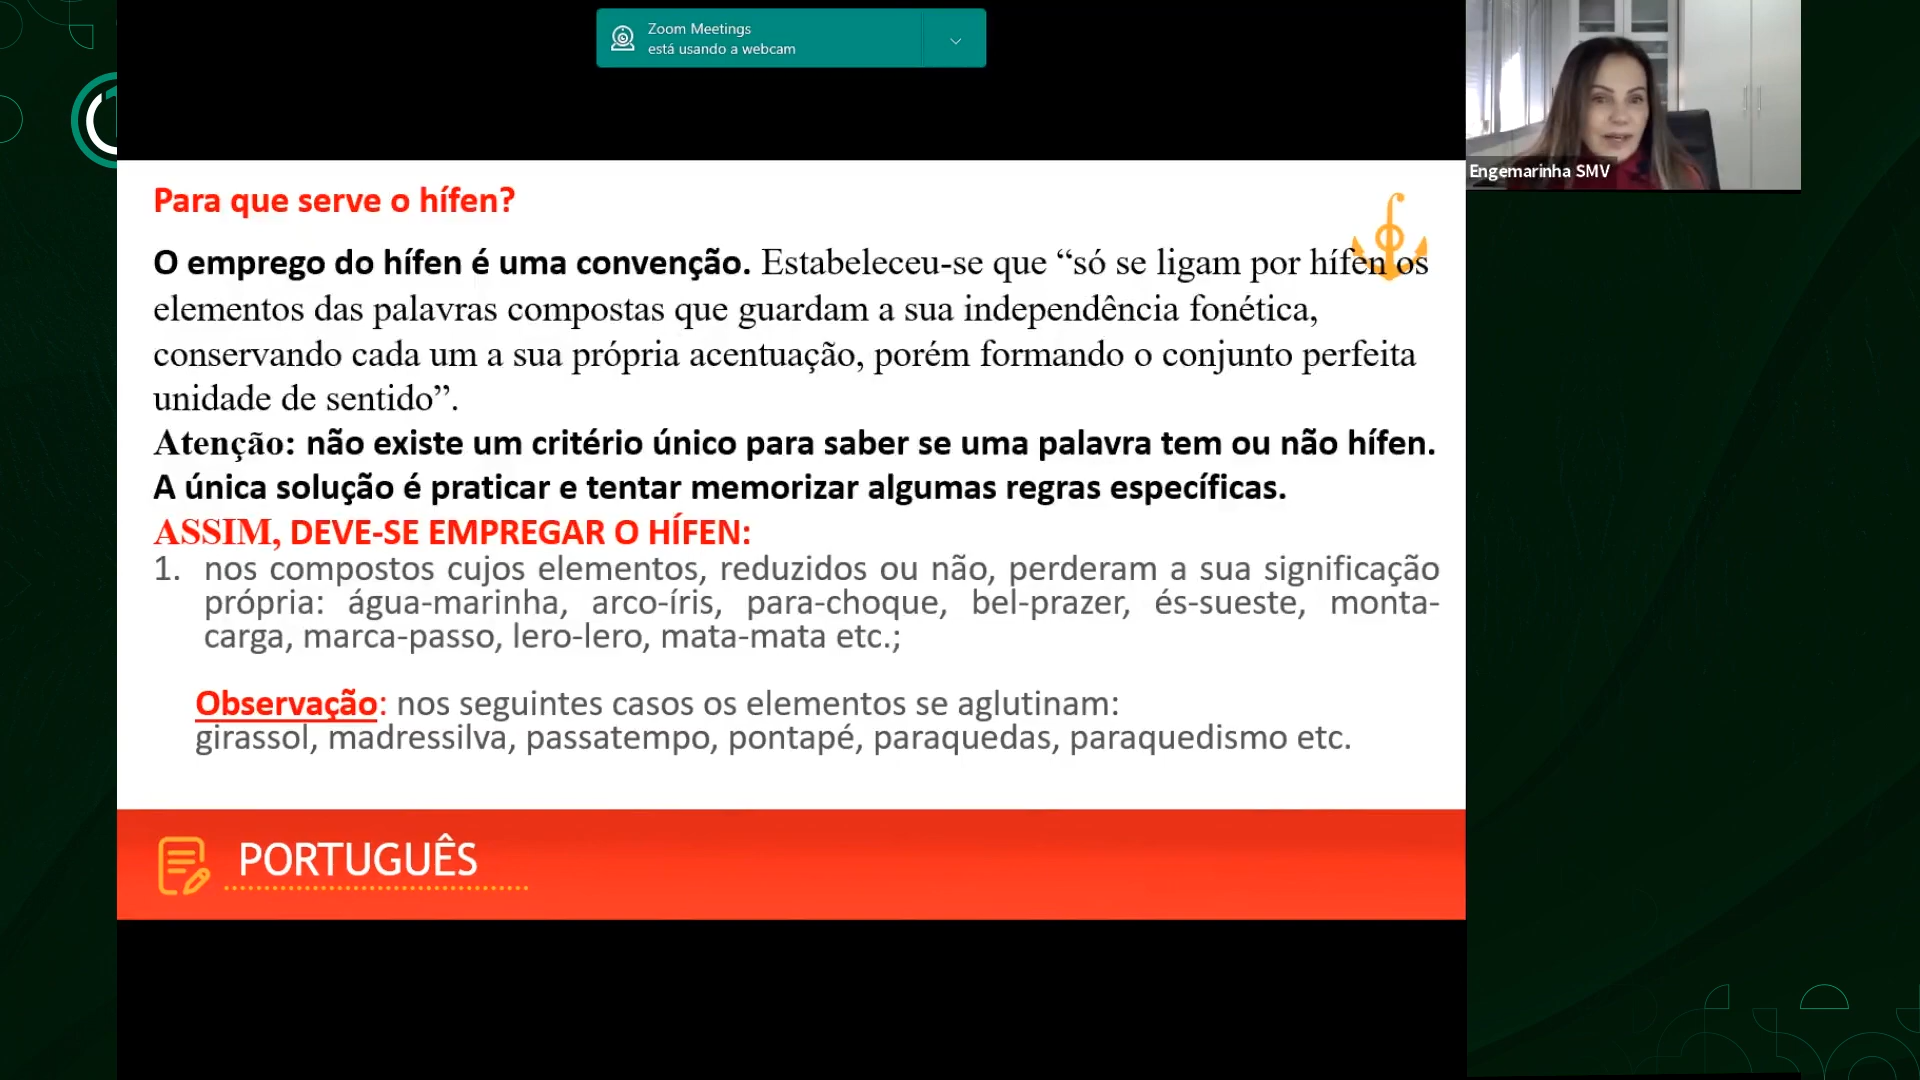 Zoom Meetings
está usando a webcam
Engemarinha SMV
Para que serve o hífen?
O emprego do hífen é uma convenção. Estabeleceu-se que “só se ligam por hífen os
elementos das palavras compostas que guardam a sua independência fonética,
conservando cada um a sua própria acentuação, porém formando o conjunto perfeita
unidade de sentido”.
Atenção: não existe um critério único para saber se uma palavra tem ou não hífen.
A única solução é praticar e tentar memorizar algumas regras específicas.
ASSIM, DEVE-SE EMPREGAR O HÍFEN:
1. nos compostos cujos elementos, reduzidos ou não, perderam a sua significação
própria: água-marinha, arco-íris, para-choque, bel-prazer, és-sueste, monta-
carga, marca-passo, lero-lero, mata-mata etc.;
Observação: nos seguintes casos os elementos se aglutinam:
girassol, madressilva, passatempo, pontapé, paraquedas, paraquedismo etc.
PORTUGUÊS